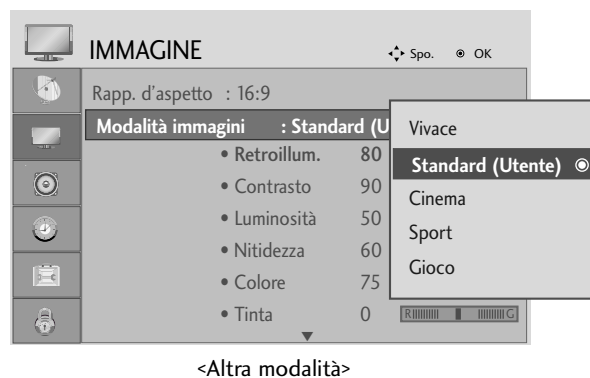 IMMAGINE Spo. OK
Rapp. d'aspetto : 16:9
Modalità immagini : Standard (U
• Retroillum. 80
• Contrasto 90
• Luminosità 50
• Nitidezza 60
• Colore 75
• Tinta 0 R G
Vivace
Standard (Utente)
Cinema
Sport
Gioco
<Altra modalità>